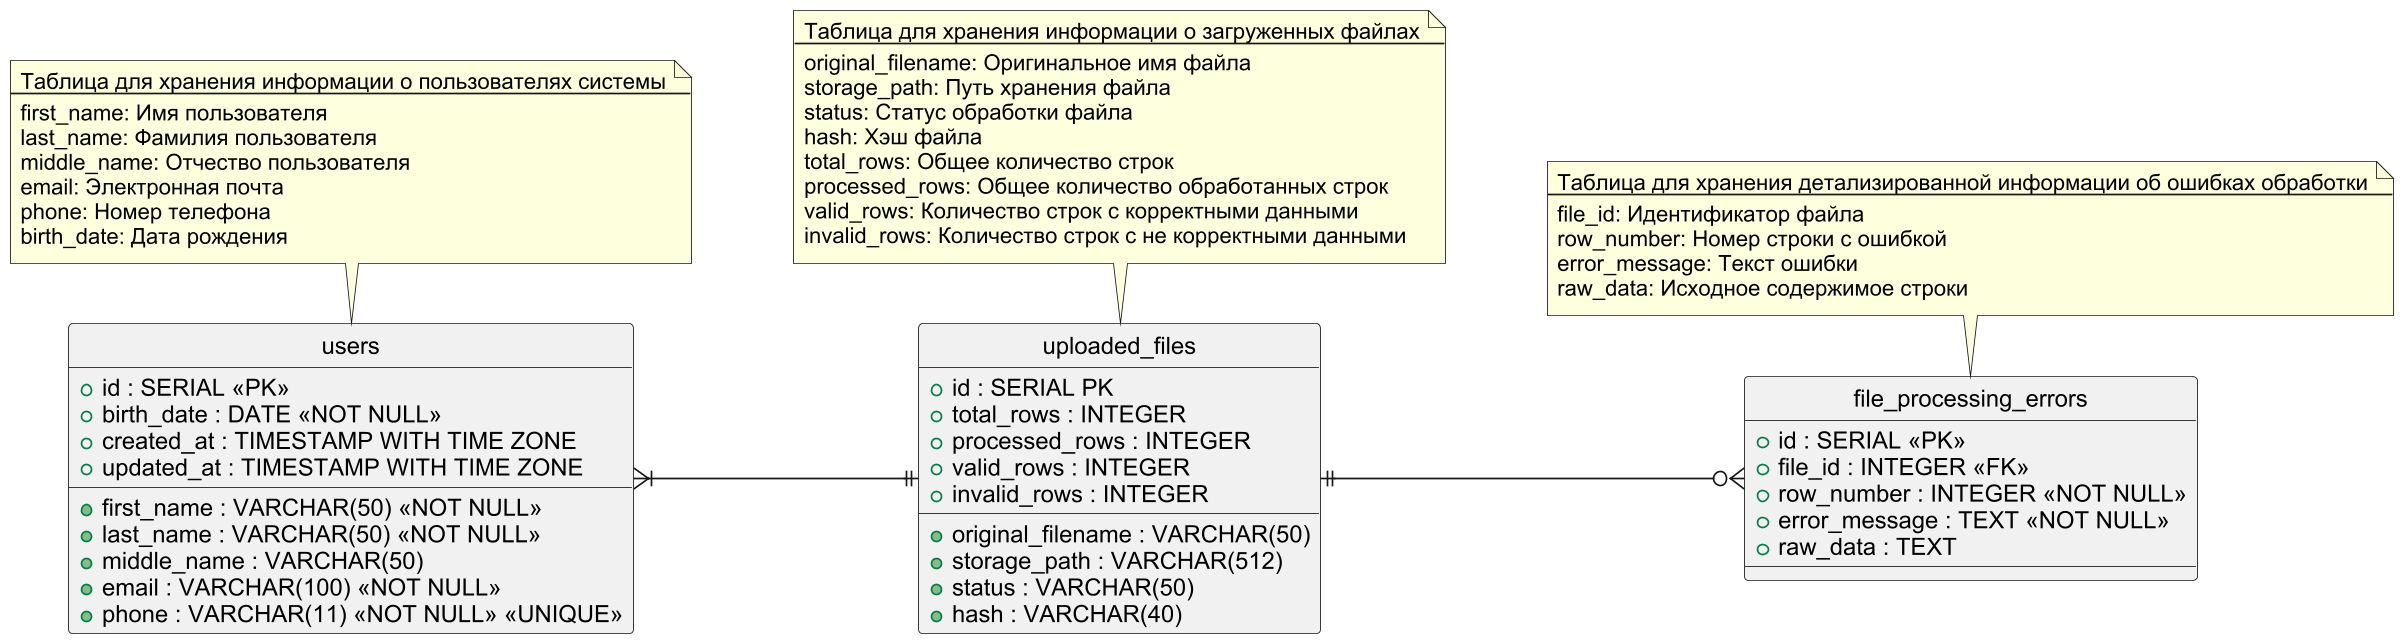 Таблица для хранения информации о пользователях системы
first_name: Имя пользователя
last_name: Фамилия пользователя
middle_name: Отчество пользователя
email: Электронная почта
phone: Номер телефона
birth_date: Дата рождения
users
id : SERIAL «PK»
birth_date : DATE «NOT NULL»
created_at : TIMESTAMP WITH TIME ZONE
updated_at : TIMESTAMP WITH TIME ZONE
first_name : VARCHAR(50) «NOT NULL»
last_name : VARCHAR(50) «NOT NULL»
middle_name : VARCHAR(50)
email : VARCHAR(100) «NOT NULL»
phone : VARCHAR(11) «NOT NULL» «UNIQUE»
Таблица для хранения информации о загруженных файлах
original_filename: Оригинальное имя файла
storage_path: Путь хранения файла
status: Статус обработки файла
hash: Хэш файла
total_rows: Общее количество строк
processed_rows: Общее количество обработанных строк
valid_rows: Количество строк с корректными данными
invalid_rows: Количество строк с не корректными данными
uploaded_files
id : SERIAL PK
total_rows : INTEGER
processed_rows : INTEGER
valid_rows : INTEGER
invalid_rows : INTEGER
original_filename : VARCHAR(50)
storage_path : VARCHAR(512)
status : VARCHAR(50)
hash : VARCHAR(40)
Таблица для хранения детализированной информации об ошибках обработки
file_id: Идентификатор файла
row_number: Номер строки с ошибкой
error_message: Текст ошибки
raw_data: Исходное содержимое строки
file_processing_errors
id : SERIAL «PK»
file_id : INTEGER «FK»
row_number : INTEGER «NOT NULL»
error_message : TEXT «NOT NULL»
raw_data : TEXT